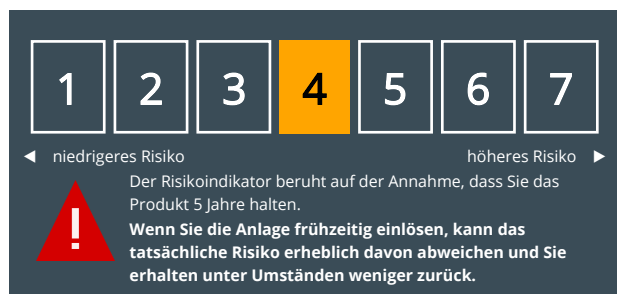 1 2 3 4 5 6 7
niedrigeres Risiko höheres Risiko
Der Risikoindikator beruht auf der Annahme, dass Sie das
Produkt 5 Jahre halten.
Wenn Sie die Anlage frühzeitig einlösen, kann das
tatsächliche Risiko erheblich davon abweichen und Sie
erhalten unter Umständen weniger zurück.